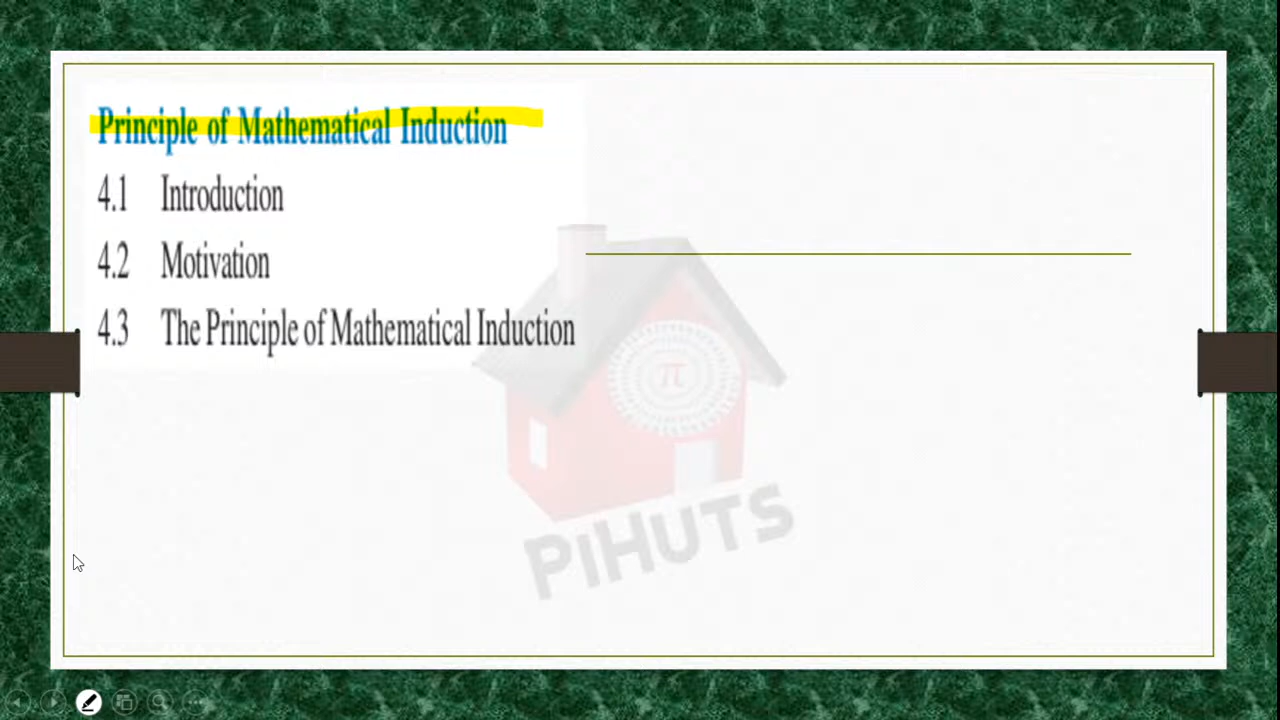 Principle of Mathematical Induction
4.1 Introduction
4.2 Motivation
4.3 The Principle of Mathematical Induction
π
PiHUTS